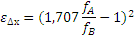 ε_Δx = (1,707 f_A/f_B − 1)²